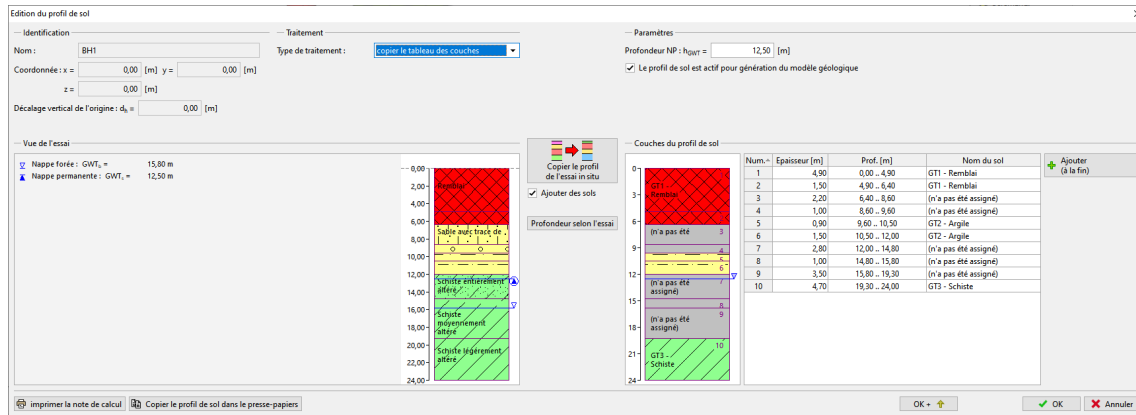 Edition du profil de sol
Identification
Nom :
BH1
Coordonnée : x =
0,00 [m] y =
0,00 [m]
z =
0,00 [m]
Décalage vertical de l'origine : dh =
0,00 [m]
Traitement
Type de traitement :
copier le tableau des couches
Paramètres
Profondeur NP : hGWT =
12,50 [m]
Le profil de sol est actif pour génération du modèle géologique
Vue de l'essai
Nappe forée : GWTn =
15,80 m
Nappe permanente : GWTs =
12,50 m
0,00
2,00
4,00
6,00
8,00
10,00
12,00
14,00
16,00
18,00
20,00
22,00
24,00
Remblai
Sable avec trace de
Schiste entièrement
altéré
Schiste
moyennement
altéré
Schiste légèrement
altéré
Copier le profil
de l'essai in situ
Ajouter des sols
Profondeur selon l'essai
Couches du profil de sol
0
3
6
9
12
15
18
21
24
GT1 -
Remblai
(n'a pas été
3
4
5
6
(n'a pas été
assigné)
7
8
9
(n'a pas été
assigné)
10
GT3 -
Schiste
Num. Epaisseur [m] Prof. [m] Nom du sol
1 4,90 0,00 .. 4,90 GT1 - Remblai
2 1,50 4,90 .. 6,40 GT1 - Remblai
3 2,20 6,40 .. 8,60 (n'a pas été assigné)
4 1,00 8,60 .. 9,60 (n'a pas été assigné)
5 0,90 9,60 .. 10,50 GT2 - Argile
6 1,50 10,50 .. 12,00 GT2 - Argile
7 2,80 12,00 .. 14,80 (n'a pas été assigné)
8 1,00 14,80 .. 15,80 (n'a pas été assigné)
9 3,50 15,80 .. 19,30 (n'a pas été assigné)
10 4,70 19,30 .. 24,00 GT3 - Schiste
Ajouter
(à la fin)
imprimer la note de calcul
Copier le profil de sol dans le presse-papiers
OK +
OK
Annuler